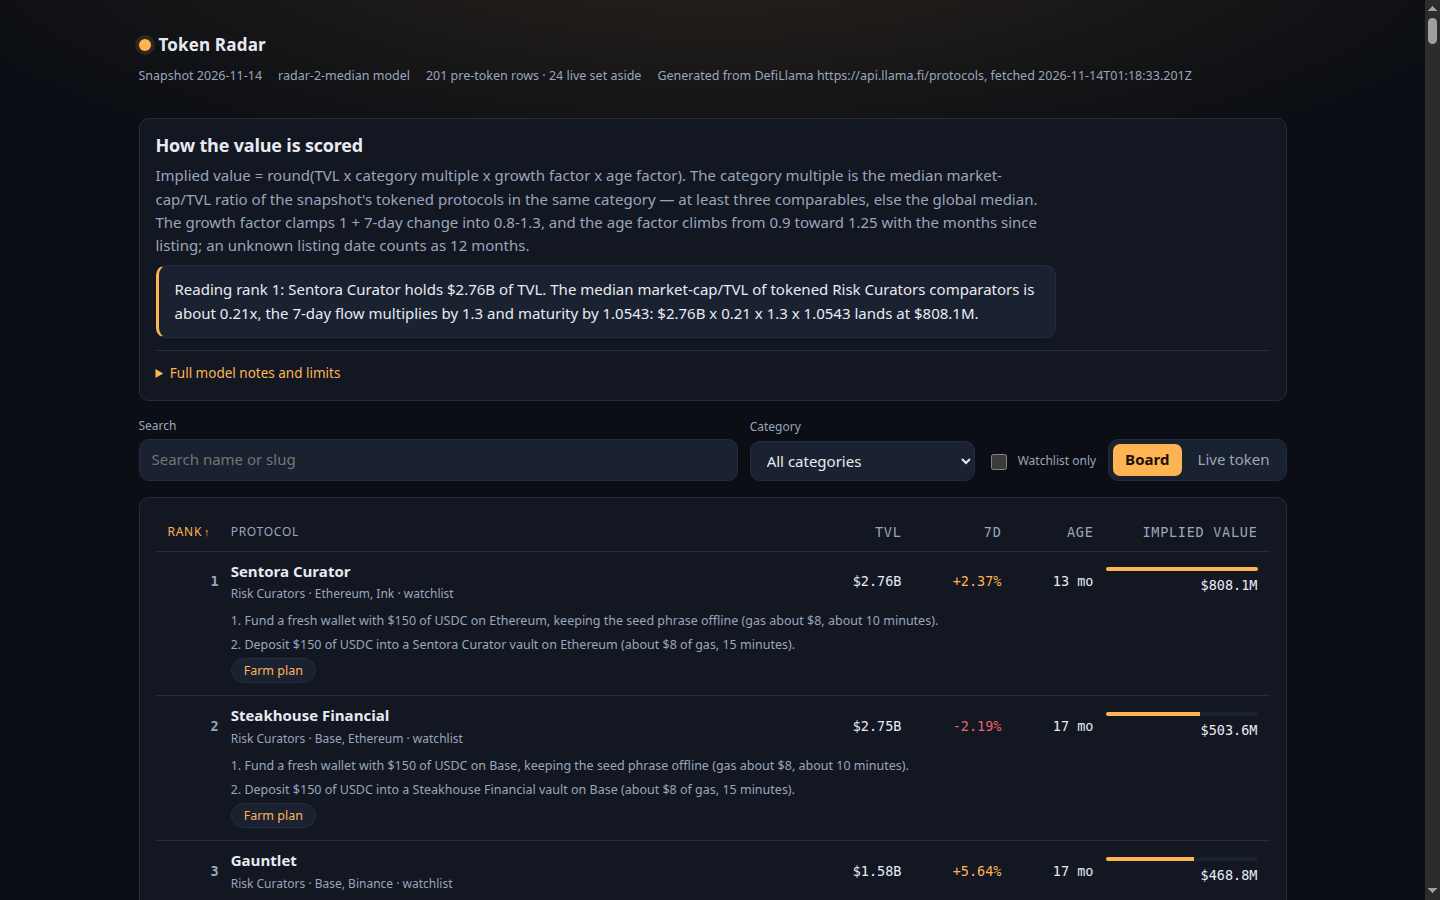 Token Radar
Snapshot 2026-11-14 radar-2-median model 201 pre-token rows · 24 live set aside Generated from DefiLlama https://api.llama.fi/protocols, fetched 2026-11-14T01:18:33.201Z
How the value is scored
Implied value = round(TVL x category multiple x growth factor x age factor). The category multiple is the median market-
cap/TVL ratio of the snapshot's tokened protocols in the same category — at least three comparables, else the global median.
The growth factor clamps 1 + 7-day change into 0.8-1.3, and the age factor climbs from 0.9 toward 1.25 with the months since
listing; an unknown listing date counts as 12 months.
Reading rank 1: Sentora Curator holds $2.76B of TVL. The median market-cap/TVL of tokened Risk Curators comparators is
about 0.21x, the 7-day flow multiplies by 1.3 and maturity by 1.0543: $2.76B x 0.21 x 1.3 x 1.0543 lands at $808.1M.
▶ Full model notes and limits
Search
Category
Search name or slug
All categories
Watchlist only
Board
Live token
RANK↑ PROTOCOL TVL 7D AGE IMPLIED VALUE
1 Sentora Curator $2.76B +2.37% 13 mo $808.1M
Risk Curators · Ethereum, Ink · watchlist
1. Fund a fresh wallet with $150 of USDC on Ethereum, keeping the seed phrase offline (gas about $8, about 10 minutes).
2. Deposit $150 of USDC into a Sentora Curator vault on Ethereum (about $8 of gas, 15 minutes).
Farm plan
2 Steakhouse Financial $2.75B -2.19% 17 mo $503.6M
Risk Curators · Base, Ethereum · watchlist
1. Fund a fresh wallet with $150 of USDC on Base, keeping the seed phrase offline (gas about $8, about 10 minutes).
2. Deposit $150 of USDC into a Steakhouse Financial vault on Base (about $8 of gas, 15 minutes).
Farm plan
3 Gauntlet $1.58B +5.64% 17 mo $468.8M
Risk Curators · Base, Binance · watchlist